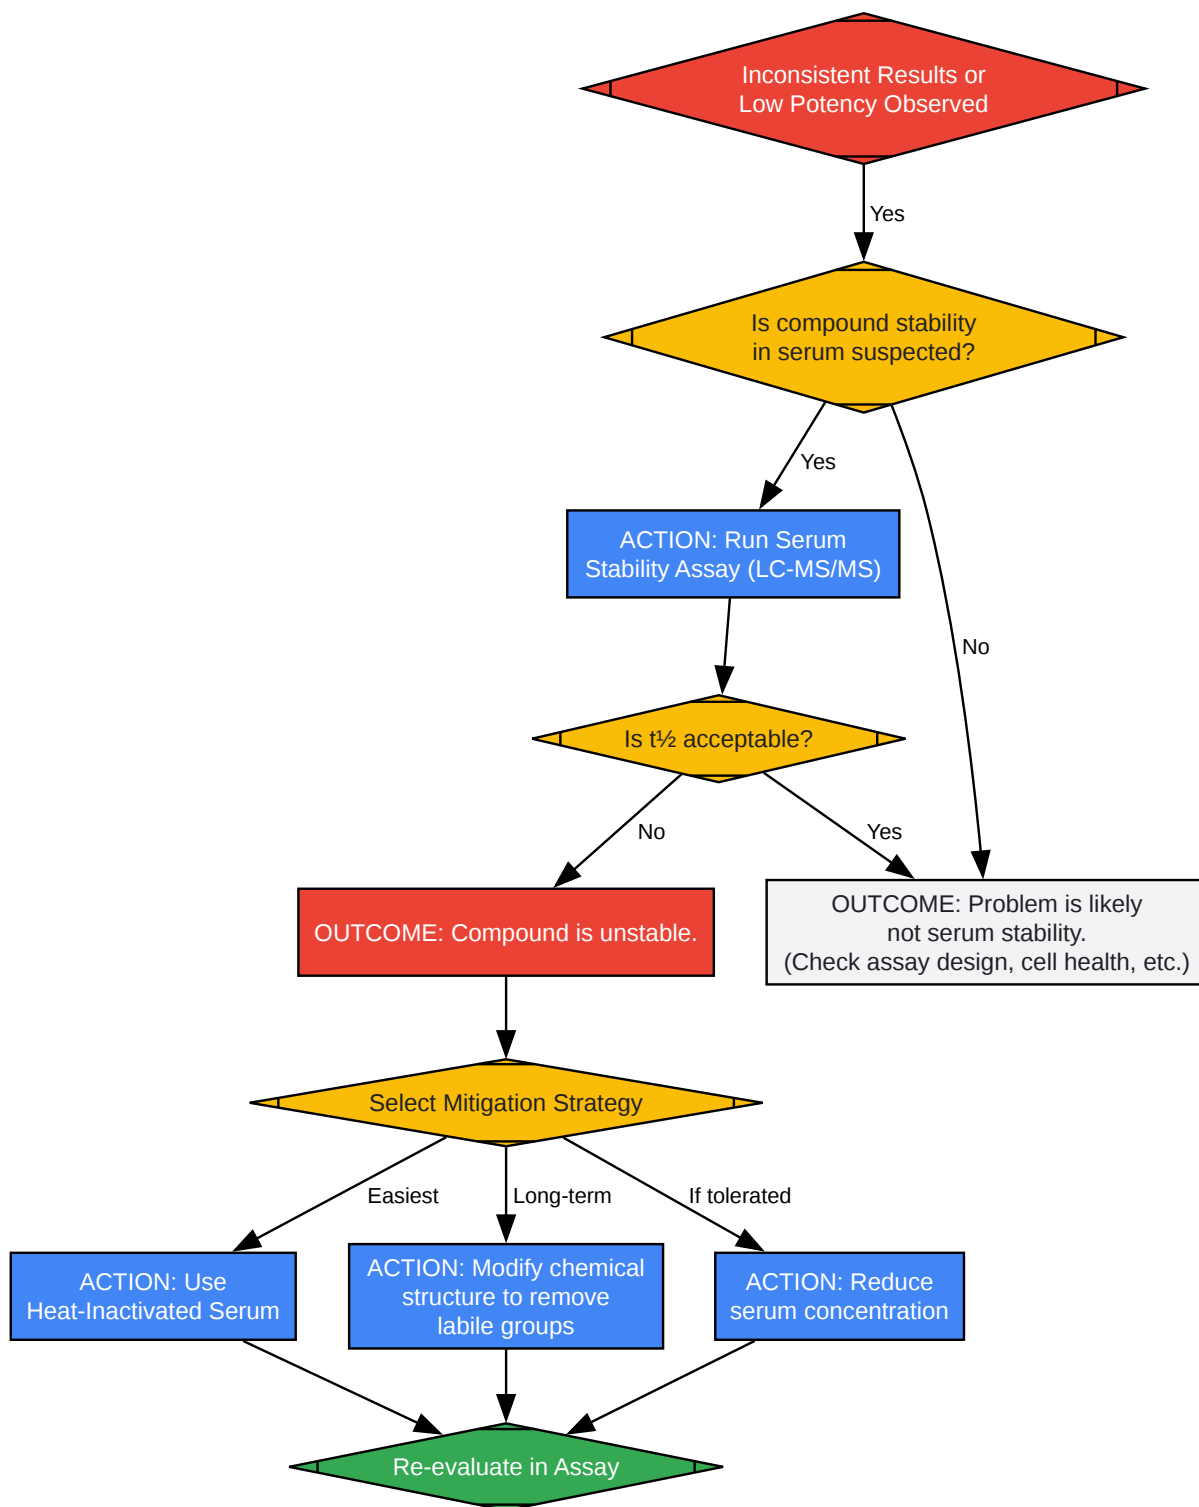 Inconsistent Results or
Low Potency Observed
Yes
Is compound stability
in serum suspected?
Yes
ACTION: Run Serum
Stability Assay (LC-MS/MS)
No
Is t½ acceptable?
No
Yes
OUTCOME: Compound is unstable.
OUTCOME: Problem is likely
not serum stability.
(Check assay design, cell health, etc.)
Select Mitigation Strategy
Easiest
Long-term
If tolerated
ACTION: Use
Heat-Inactivated Serum
ACTION: Modify chemical
structure to remove
labile groups
ACTION: Reduce
serum concentration
Re-evaluate in Assay